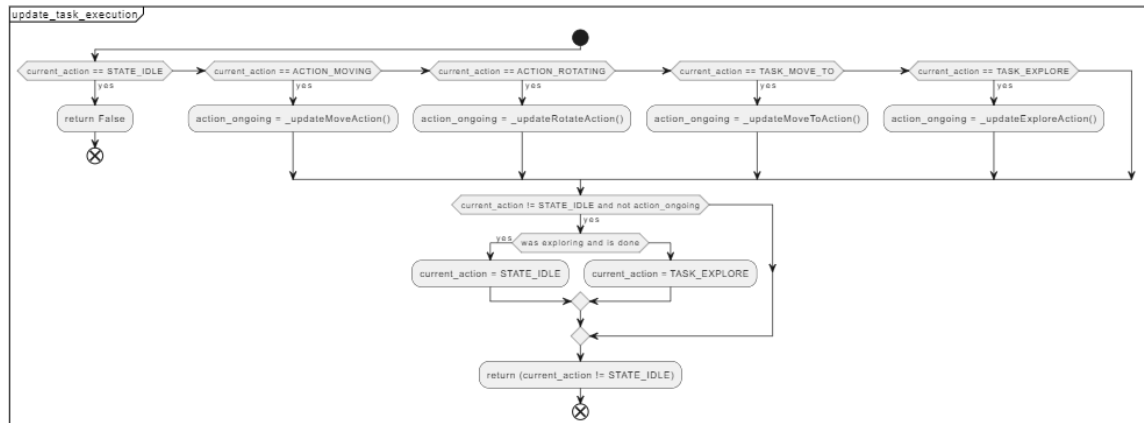 update_task_execution
current_action == STATE_IDLE
current_action == ACTION_MOVING
current_action == ACTION_ROTATING
current_action == TASK_MOVE_TO
current_action == TASK_EXPLORE
yes
yes
yes
yes
yes
return False
action_ongoing = _updateMoveAction()
action_ongoing = _updateRotateAction()
action_ongoing = _updateMoveToAction()
action_ongoing = _updateExploreAction()
current_action != STATE_IDLE and not action_ongoing
yes
yes
was exploring and is done
current_action = STATE_IDLE
current_action = TASK_EXPLORE
return (current_action != STATE_IDLE)